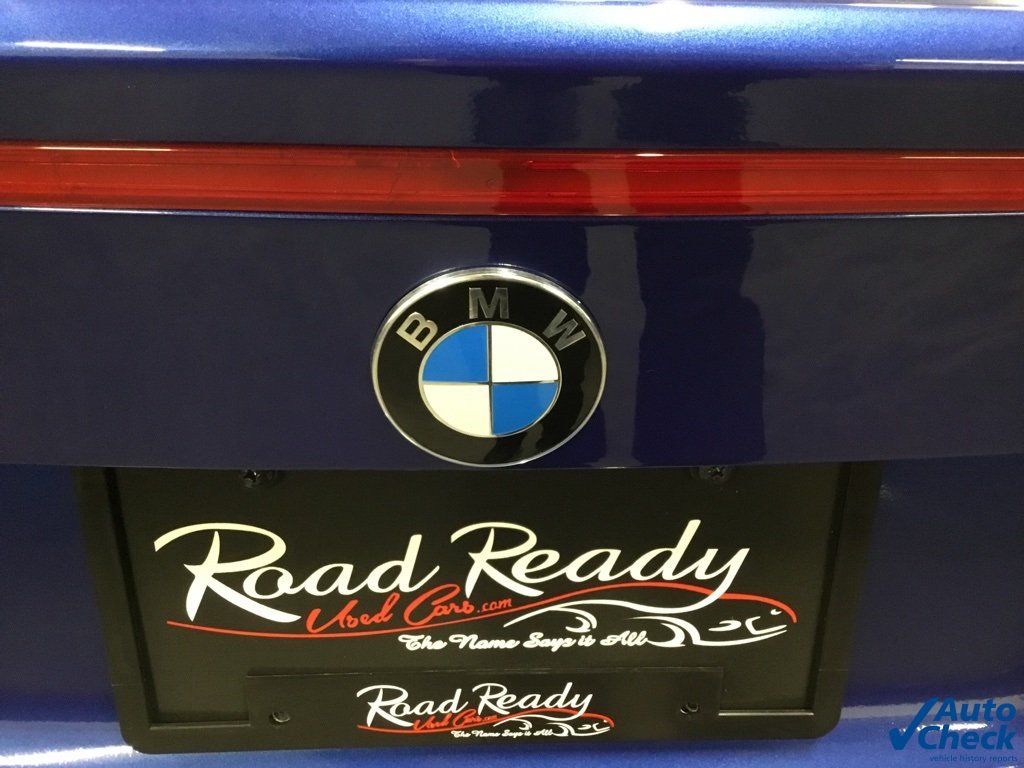 BMW
Road Ready
Used Cars.com
The Name Says it All
Road Ready
Used Cars.com
The Name Says it All
Auto
Check
vehicle history reports